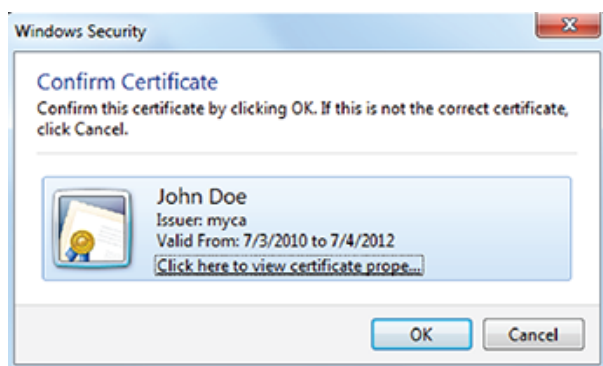 Windows Security
Confirm Certificate
Confirm this certificate by clicking OK. If this is not the correct certificate,
click Cancel.
John Doe
Issuer: myca
Valid From: 7/3/2010 to 7/4/2012
Click here to view certificate prope...
OK Cancel